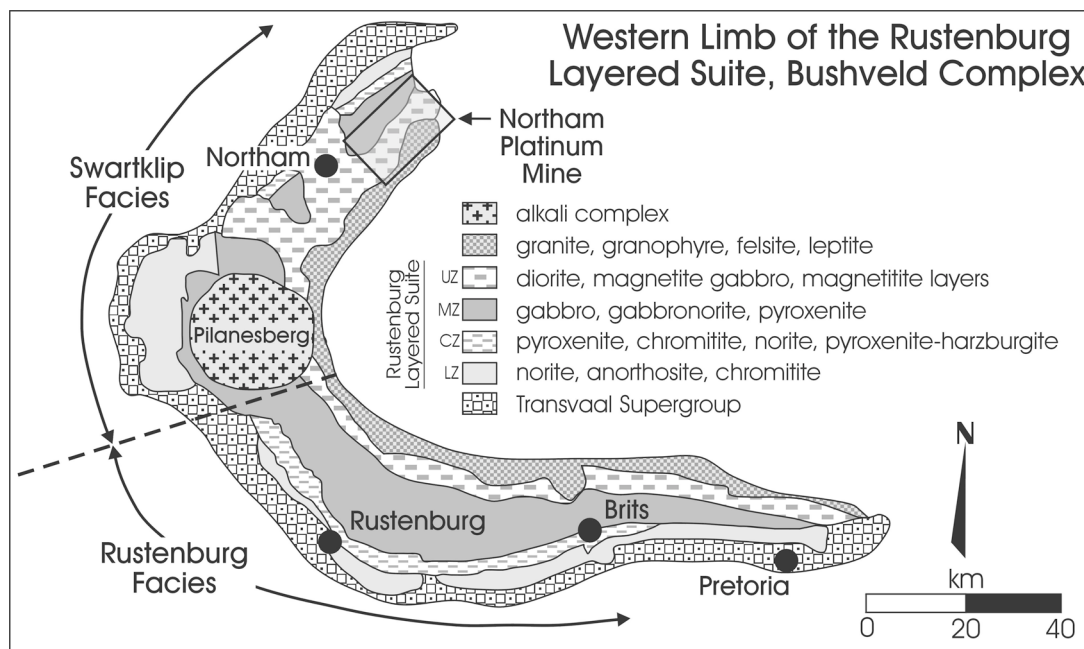 Western Limb of the Rustenburg
Layered Suite, Bushveld Complex
Northam
Platinum
Mine
Northam
Swartklip
Facies
alkali complex
granite, granophyre, felsite, leptite
Rustenburg
Layered Suite
UZ diorite, magnetite gabbro, magnetitite layers
MZ gabbro, gabbronorite, pyroxenite
CZ pyroxenite, chromitite, norite, pyroxenite-harzburgite
LZ norite, anorthosite, chromitite
Transvaal Supergroup
Pilanesberg
Rustenburg
Brits
Rustenburg
Facies
Pretoria
N
km
0 20 40